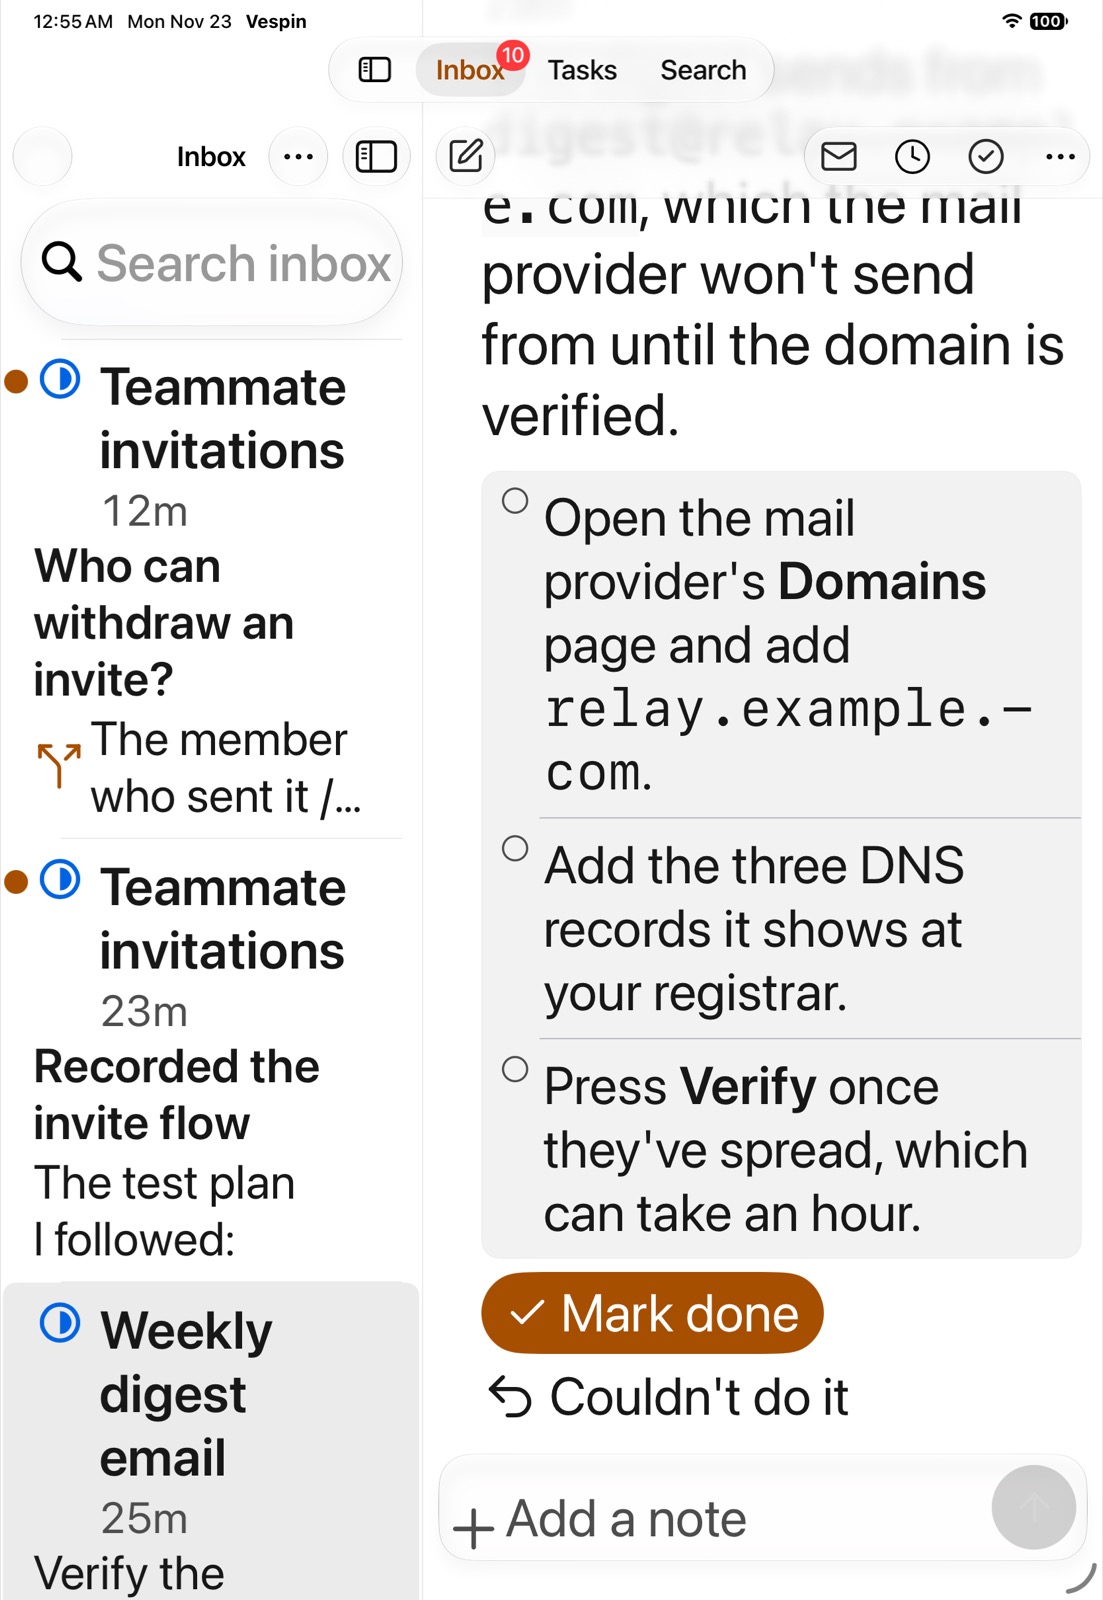 12:55 AM Mon Nov 23 Vespin
100
Inbox 10 Tasks Search
Inbox
Search inbox
Teammate
invitations
12m
Who can
withdraw an
invite?
The member
who sent it /...
Teammate
invitations
23m
Recorded the
invite flow
The test plan
I followed:
Weekly
digest
email
25m
Verify the
sends from
digest@relay.exampl
e.com, which the mail
provider won't send
from until the domain is
verified.
Open the mail
provider's Domains
page and add
relay.example.-
com.
Add the three DNS
records it shows at
your registrar.
Press Verify once
they've spread, which
can take an hour.
Mark done
Couldn't do it
Add a note